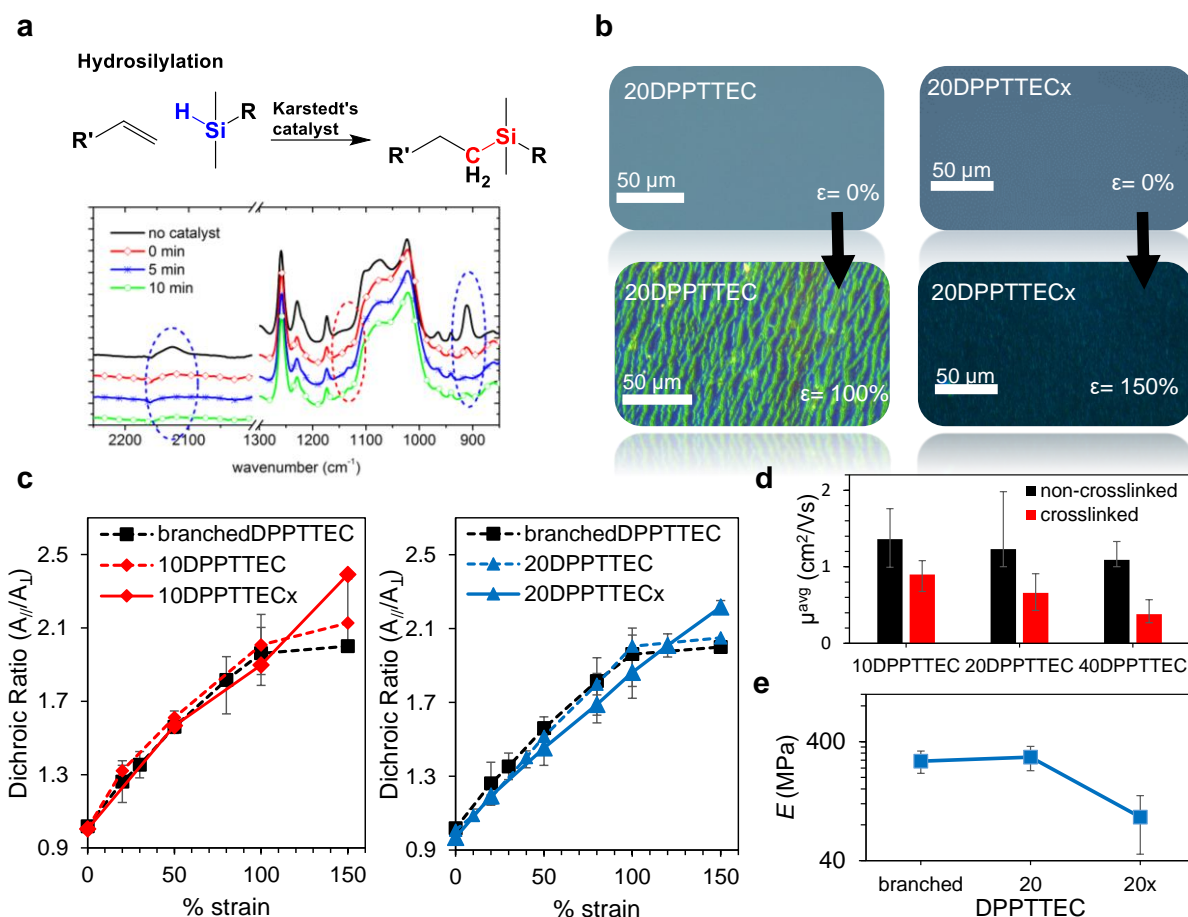 a
Hydrosilylation
R'
H
Si
R
Karstedt's
catalyst
R'
C
H2
Si
R
no catalyst
0 min
5 min
10 min
2200 2100 1300 1200 1100 1000 900
wavenumber (cm-1)
b
20DPPTTEC
50 µm
ε= 0%
20DPPTTECx
50 µm
ε= 0%
20DPPTTEC
50 µm
ε= 100%
20DPPTTECx
50 µm
ε= 150%
c
Dichroic Ratio (A///A⊥)
2.5
2.1
1.7
1.3
0.9
branchedDPPTTEC
10DPPTTEC
10DPPTTECx
0 50 100 150
% strain
Dichroic Ratio (A///A⊥)
2.5
2.1
1.7
1.3
0.9
branchedDPPTTEC
20DPPTTEC
20DPPTTECx
0 50 100 150
% strain
d
µavg (cm2/Vs)
2
1
0
non-crosslinked
crosslinked
10DPPTTEC 20DPPTTEC 40DPPTTEC
e
E (MPa)
400
40
branched 20 20x
DPPTTEC